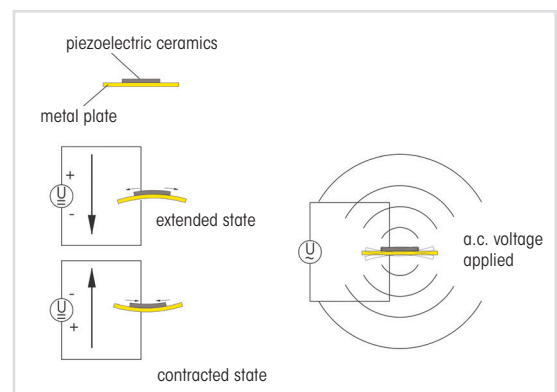 piezoelectric ceramics
metal plate
+
U
=
-
extended state
-
U
=
+
contracted state
U
~
a.c. voltage
applied